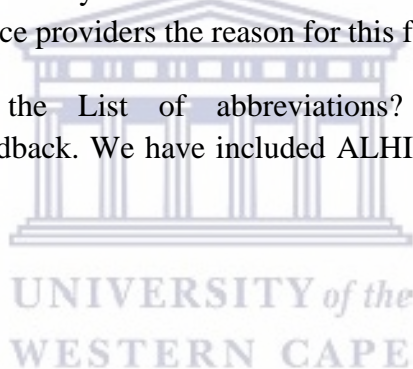 ce providers the reason for this f
the List of abbreviations?
dback. We have included ALHI
UNIVERSITY of the
WESTERN CAPE